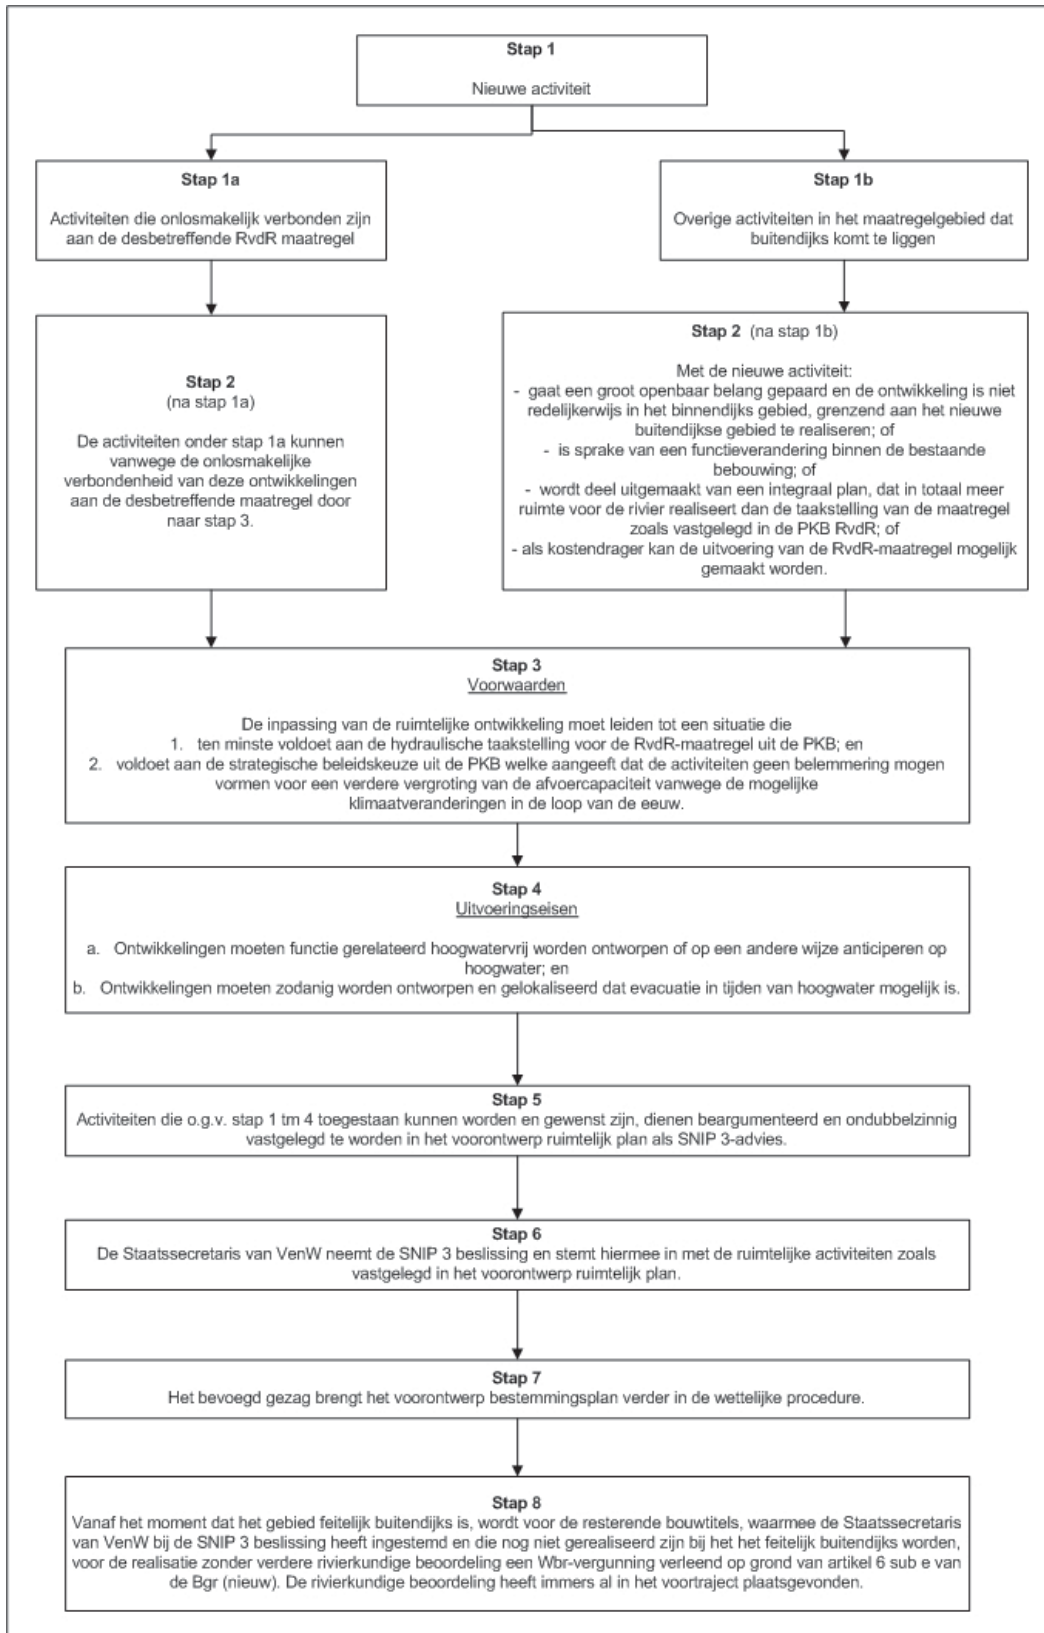 Stap 1
Nieuwe activiteit
Stap 1a
Activiteiten die onlosmakelijk verbonden zijn
aan de desbetreffende RvdR maatregel
Stap 1b
Overige activiteiten in het maatregelgebied dat
buitendijks komt te liggen
Stap 2
(na stap 1a)
De activiteiten onder stap 1a kunnen
vanwege de onlosmakelijke
verbondenheid van deze ontwikkelingen
aan de desbetreffende maatregel door
naar stap 3.
Stap 2 (na stap 1b)
Met de nieuwe activiteit:
- gaat een groot openbaar belang gepaard en de ontwikkeling is niet
redelijkerwijs in het binnendijks gebied, grenzend aan het nieuwe
buitendijkse gebied te realiseren; of
- is sprake van een functieverandering binnen de bestaande
bebouwing; of
- wordt deel uitgemaakt van een integraal plan, dat in totaal meer
ruimte voor de rivier realiseert dan de taakstelling van de maatregel
zoals vastgelegd in de PKB RvdR; of
- als kostendrager kan de uitvoering van de RvdR-maatregel mogelijk
gemaakt worden.
Stap 3
Voorwaarden
De inpassing van de ruimtelijke ontwikkeling moet leiden tot een situatie die
1. ten minste voldoet aan de hydraulische taakstelling voor de RvdR-maatregel uit de PKB; en
2. voldoet aan de strategische beleidskeuze uit de PKB welke aangeeft dat de activiteiten geen belemmering mogen
vormen voor een verdere vergroting van de afvoercapaciteit vanwege de mogelijke
klimaatveranderingen in de loop van de eeuw.
Stap 4
Uitvoeringseisen
a. Ontwikkelingen moeten functie gerelateerd hoogwatervrij worden ontworpen of op een andere wijze anticiperen op
hoogwater; en
b. Ontwikkelingen moeten zodanig worden ontworpen en gelokaliseerd dat evacuatie in tijden van hoogwater mogelijk is.
Stap 5
Activiteiten die o.g.v. stap 1 tm 4 toegestaan kunnen worden en gewenst zijn, dienen beargumenteerd en ondubbelzinnig
vastgelegd te worden in het voorontwerp ruimtelijk plan als SNIP 3-advies.
Stap 6
De Staatssecretaris van VenW neemt de SNIP 3 beslissing en stemt hiermee in met de ruimtelijke activiteiten zoals
vastgelegd in het voorontwerp ruimtelijk plan.
Stap 7
Het bevoegd gezag brengt het voorontwerp bestemmingsplan verder in de wettelijke procedure.
Stap 8
Vanaf het moment dat het gebied feitelijk buitendijks is, wordt voor de resterende bouwtitels, waarmee de Staatssecretaris
van VenW bij de SNIP 3 beslissing heeft ingestemd en die nog niet gerealiseerd zijn bij het het feitelijk buitendijks worden,
voor de realisatie zonder verdere rivierkundige beoordeling een Wbr-vergunning verleend op grond van artikel 6 sub e van
de Bgr (nieuw). De rivierkundige beoordeling heeft immers al in het voortraject plaatsgevonden.